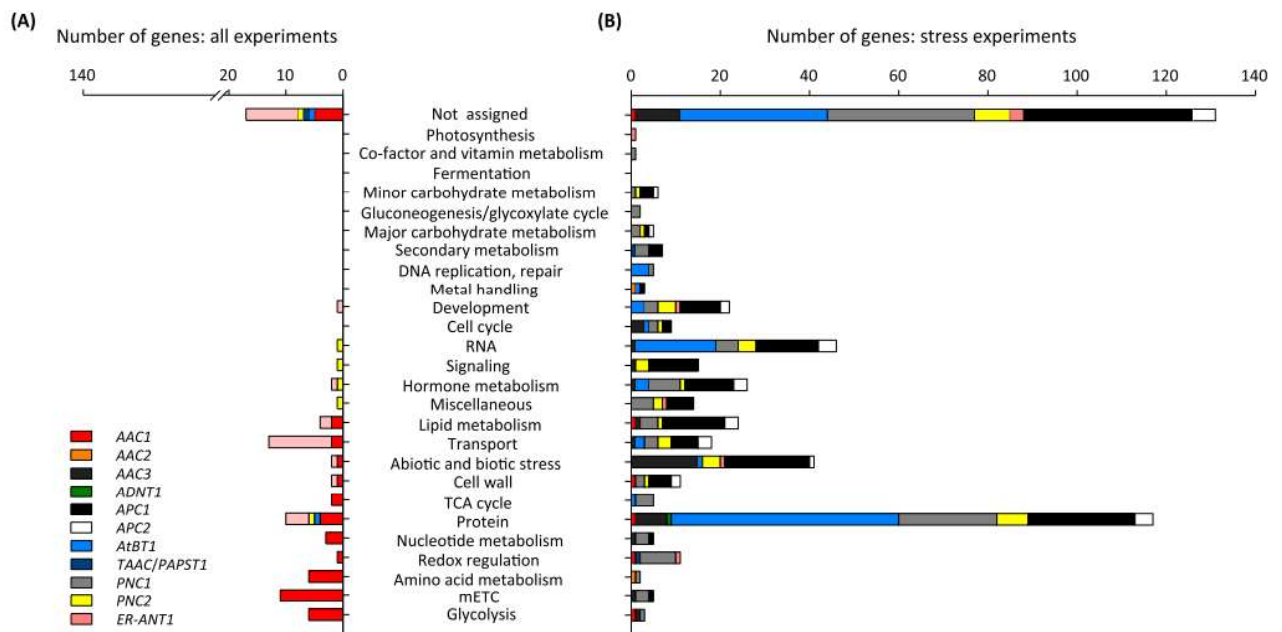 (A)
(B)
Number of genes: all experiments
Number of genes: stress experiments
140
20
10
0
0
20
40
60
80
100
120
140
Not assigned
Photosynthesis
Co-factor and vitamin metabolism
Fermentation
Minor carbohydrate metabolism
Gluconeogenesis/glycoxylate cycle
Major carbohydrate metabolism
Secondary metabolism
DNA replication, repair
Metal handling
Development
Cell cycle
RNA
Signaling
Hormone metabolism
Miscellaneous
Lipid metabolism
Transport
Abiotic and biotic stress
Cell wall
TCA cycle
Protein
Nucleotide metabolism
Redox regulation
Amino acid metabolism
mETC
Glycolysis
AAC1
AAC2
AAC3
ADNT1
APC1
APC2
AtBT1
TAAC/PAPST1
PNC1
PNC2
ER-ANT1